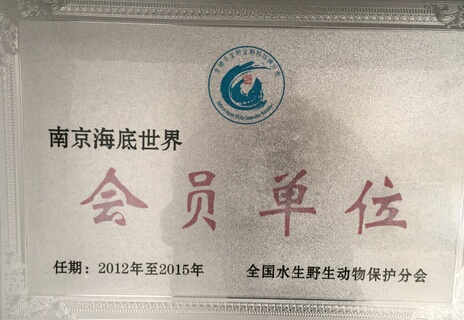 南京海底世界
会员单位
任期：2012年至2015年
全国水生野生动物保护分会